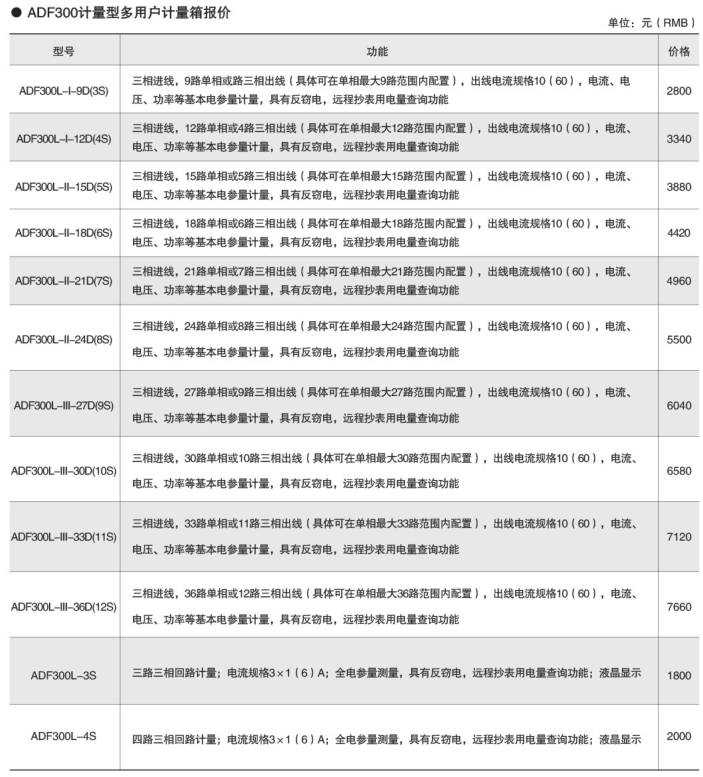 ● ADF300计量型多用户计量箱报价
单位：元（RMB）
型号 功能 价格
ADF300L-I-9D(3S) 三相进线，9路单相或路三相出线（具体可在单相最大9路范围内配置），出线电流规格10（60），电流、电 2800
压、功率等基本电参量计量，具有反窃电，远程抄表用电量查询功能
ADF300L-I-12D(4S) 三相进线，12路单相或4路三相出线（具体可在单相最大12路范围内配置），出线电流规格10（60），电流、 3340
电压、功率等基本电参量计量，具有反窃电，远程抄表用电量查询功能
ADF300L-II-15D(5S) 三相进线，15路单相或5路三相出线（具体可在单相最大15路范围内配置），出线电流规格10（60），电流、 3880
电压、功率等基本电参量计量，具有反窃电，远程抄表用电量查询功能
ADF300L-II-18D(6S) 三相进线，18路单相或6路三相出线（具体可在单相最大18路范围内配置），出线电流规格10（60），电流、 4420
电压、功率等基本电参量计量，具有反窃电，远程抄表用电量查询功能
ADF300L-II-21D(7S) 三相进线，21路单相或7路三相出线（具体可在单相最大21路范围内配置），出线电流规格10（60），电流、 4960
电压、功率等基本电参量计量，具有反窃电，远程抄表用电量查询功能
ADF300L-II-24D(8S) 三相进线，24路单相或8路三相出线（具体可在单相最大24路范围内配置），出线电流规格10（60），电流、 5500
电压、功率等基本电参量计量，具有反窃电，远程抄表用电量查询功能
ADF300L-III-27D(9S) 三相进线，27路单相或9路三相出线（具体可在单相最大27路范围内配置），出线电流规格10（60），电流、 6040
电压、功率等基本电参量计量，具有反窃电，远程抄表用电量查询功能
ADF300L-III-30D(10S) 三相进线，30路单相或10路三相出线（具体可在单相最大30路范围内配置），出线电流规格10（60），电流、 6580
电压、功率等基本电参量计量，具有反窃电，远程抄表用电量查询功能
ADF300L-III-33D(11S) 三相进线，33路单相或11路三相出线（具体可在单相最大33路范围内配置），出线电流规格10（60），电流、 7120
电压、功率等基本电参量计量，具有反窃电，远程抄表用电量查询功能
ADF300L-III-36D(12S) 三相进线，36路单相或12路三相出线（具体可在单相最大36路范围内配置），出线电流规格10（60），电流、 7660
电压、功率等基本电参量计量，具有反窃电，远程抄表用电量查询功能
ADF300L-3S 三路三相回路计量；电流规格3×1（6）A；全电参量测量，具有反窃电，远程抄表用电量查询功能；液晶显示 1800
ADF300L-4S 四路三相回路计量；电流规格3×1（6）A；全电参量测量，具有反窃电，远程抄表用电量查询功能；液晶显示 2000